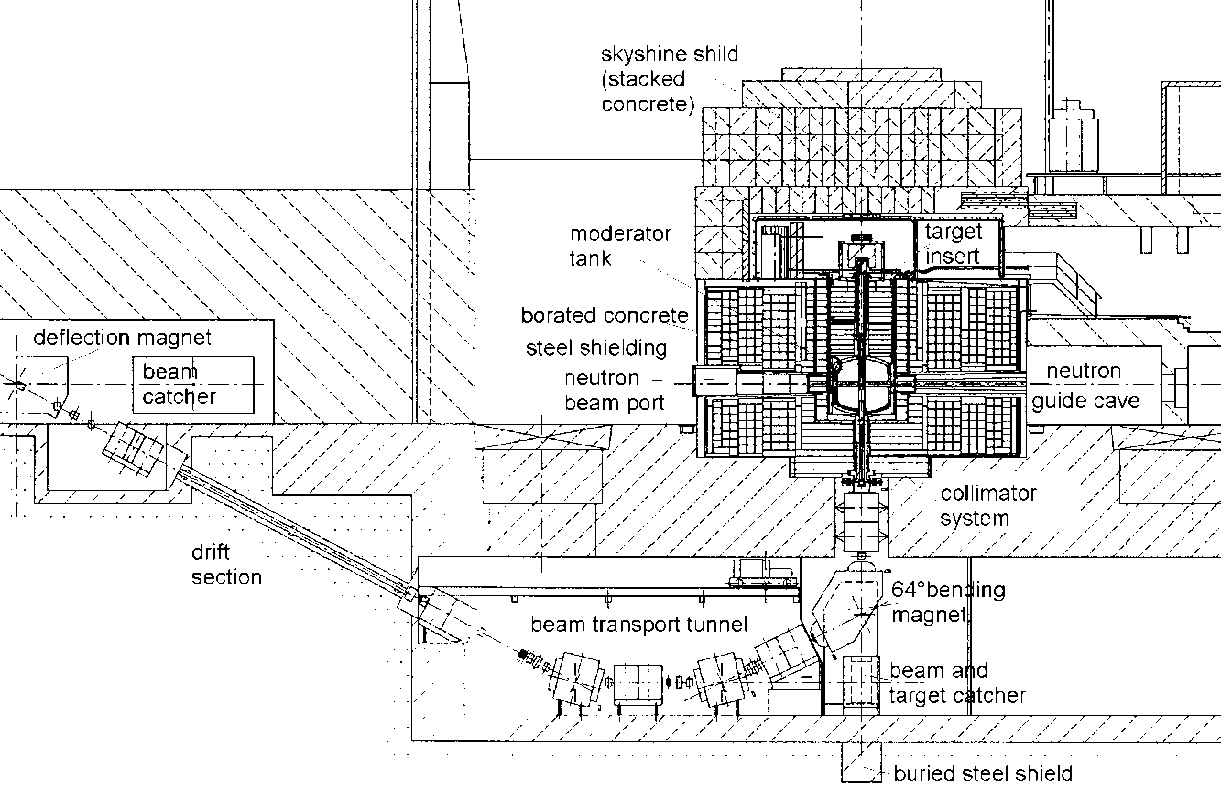 skyshine shild
(stacked
concrete)
moderator
tank
target
insert
borated concrete
steel shielding
neutron
beam port
neutron
guide cave
deflection magnet
beam
catcher
collimator
system
drift
section
64°bending
magnet
beam transport tunnel
beam and
target catcher
buried steel shield